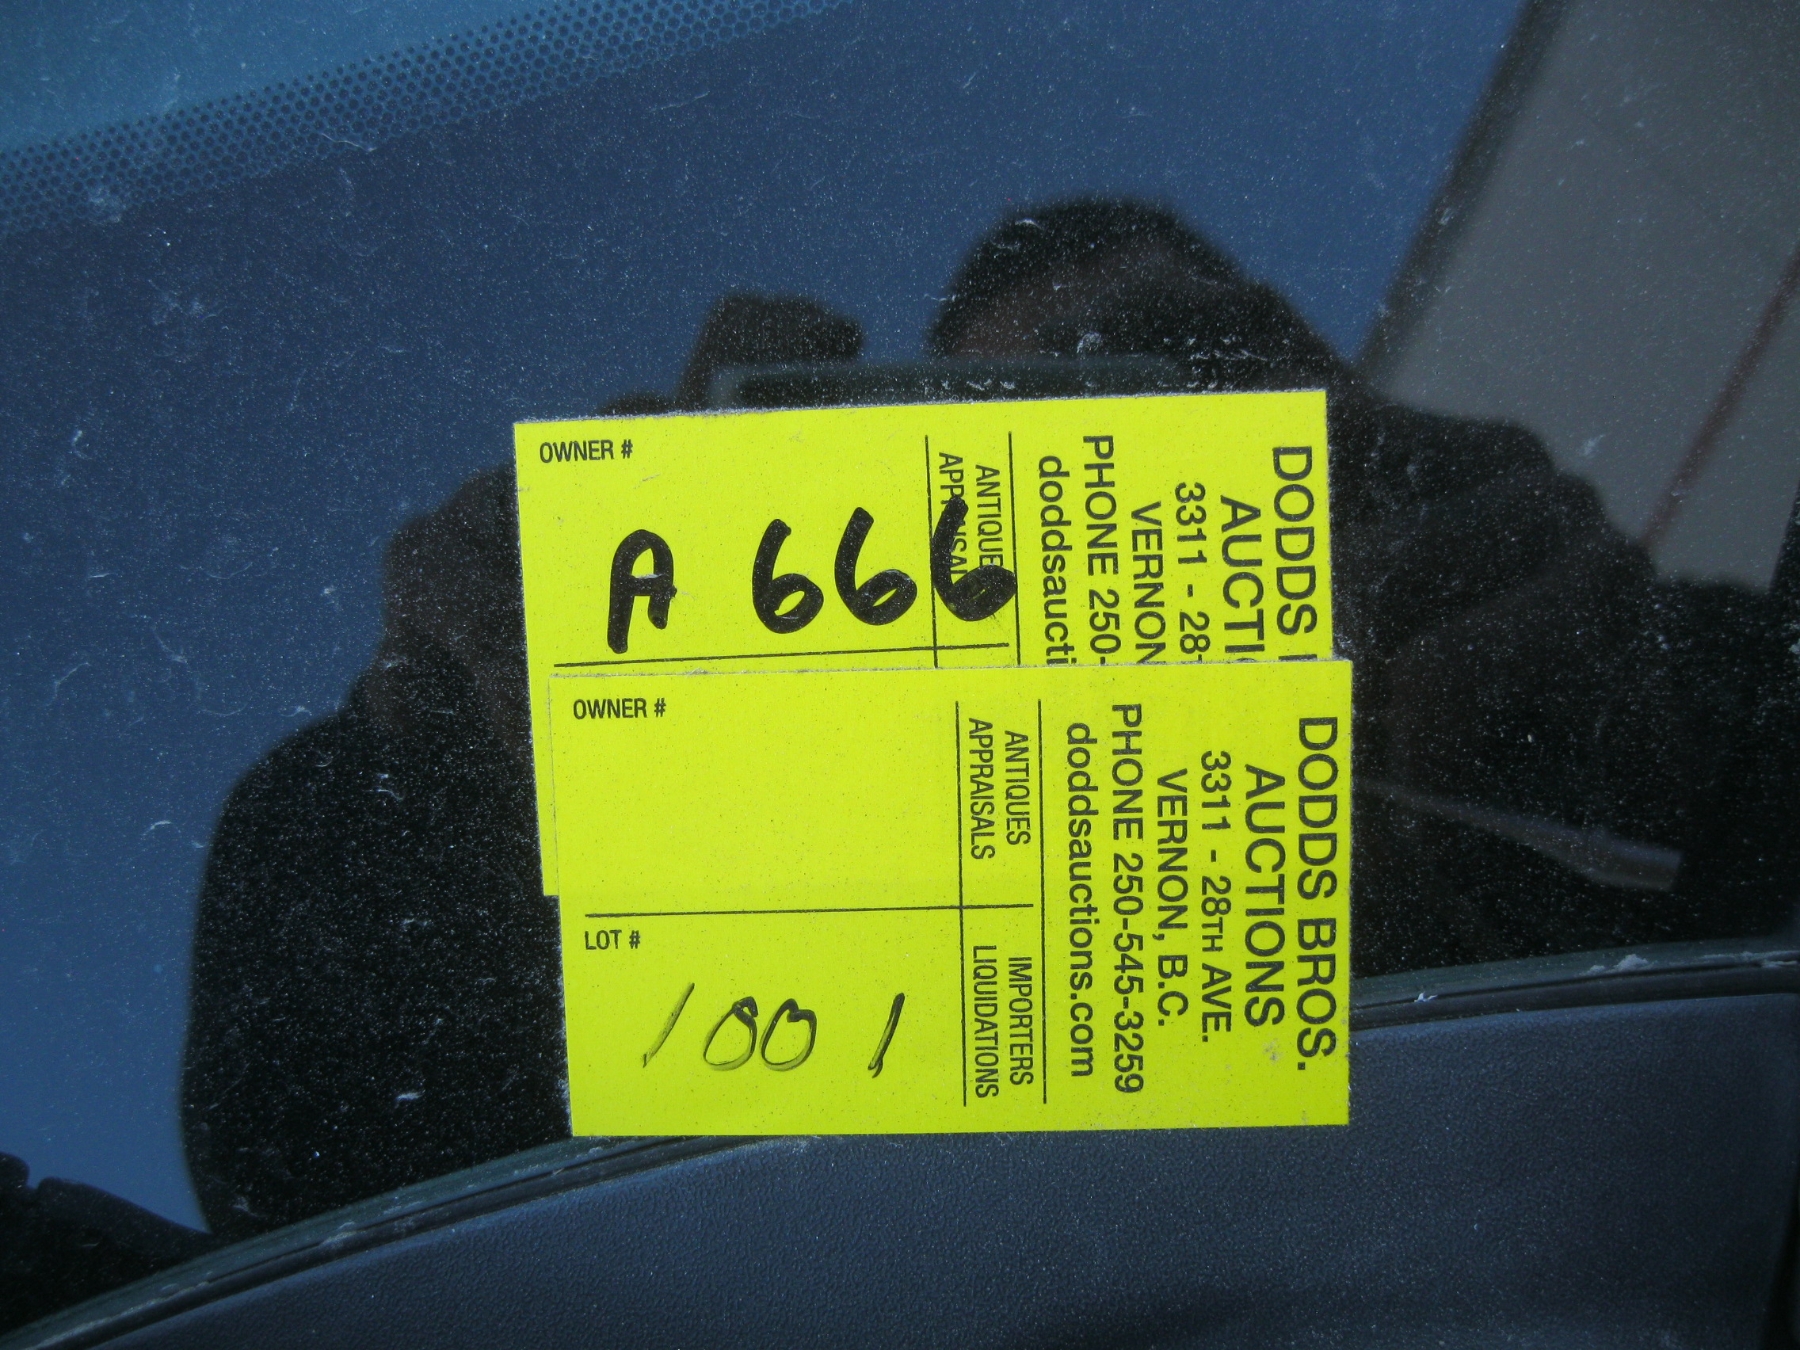 OWNER #
A 666
ANTIQUES
APPRAISALS
DODDS
AUCTI
3311 - 28
VERNON
PHONE 250-
doddsaucti
OWNER #
LOT #
1001
ANTIQUES
APPRAISALS
IMPORTERS
LIQUIDATIONS
DODDS BROS.
AUCTIONS
3311 - 28TH AVE.
VERNON, B.C.
PHONE 250-545-3259
doddsauctions.com